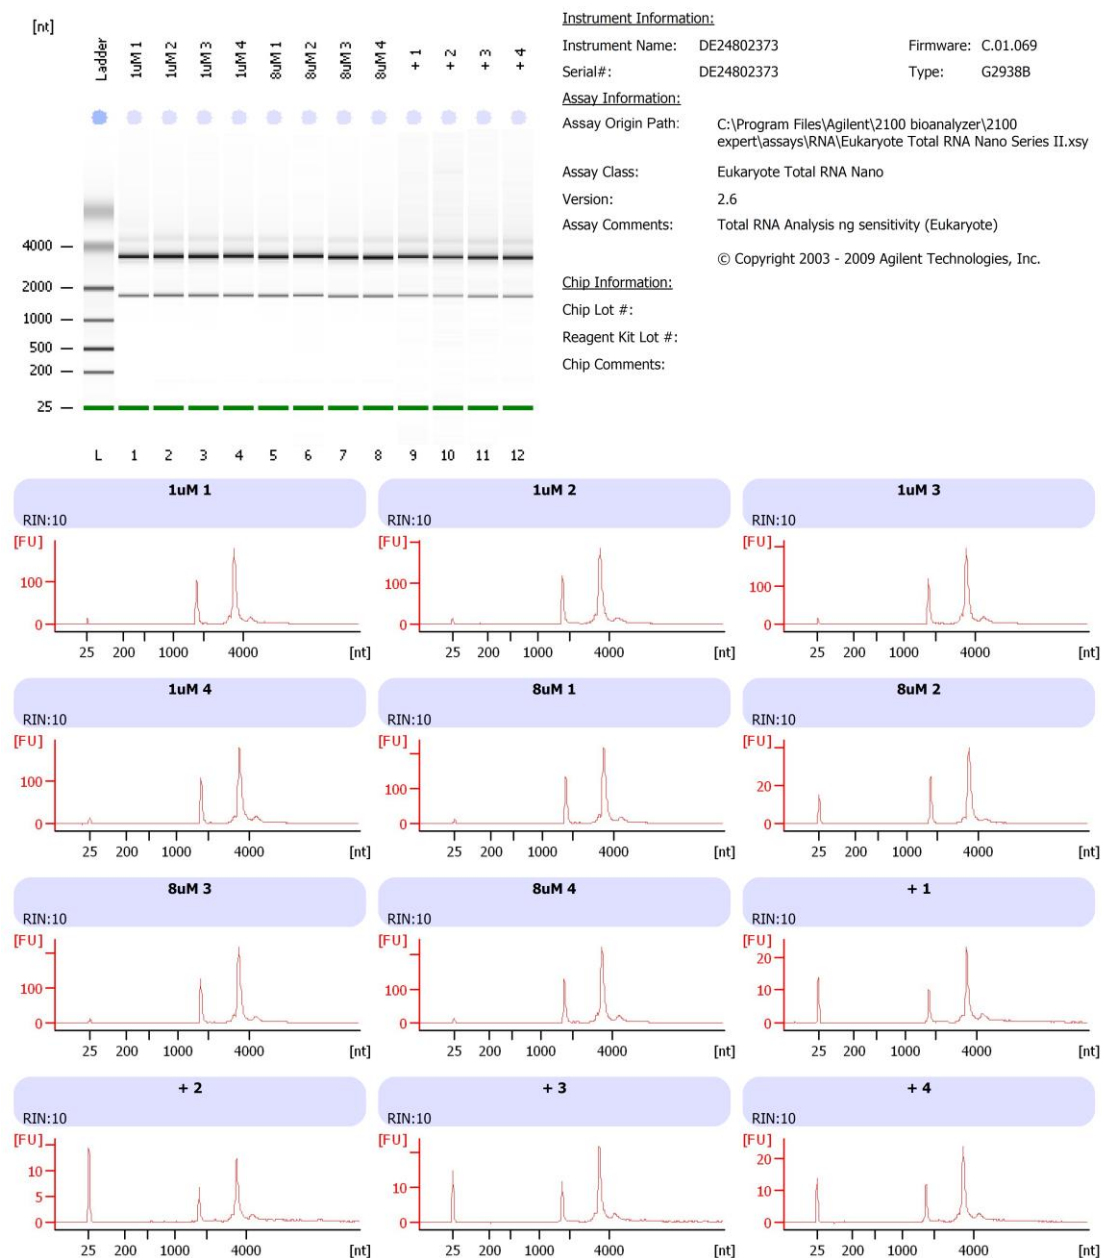 [nt]
Ladder
1uM 1
1uM 2
1uM 3
1uM 4
8uM 1
8uM 2
8uM 3
8uM 4
+ 1
+ 2
+ 3
+ 4
4000
2000
1000
500
200
25
L 1 2 3 4 5 6 7 8 9 10 11 12
Instrument Information:
Instrument Name: DE24802373 Firmware: C.01.069
Serial#: DE24802373 Type: G2938B
Assay Information:
Assay Origin Path: C:\Program Files\Agilent\2100 bioanalyzer\2100
expert\assays\RNA\Eukaryote Total RNA Nano Series II.xsy
Assay Class: Eukaryote Total RNA Nano
Version: 2.6
Assay Comments: Total RNA Analysis ng sensitivity (Eukaryote)
© Copyright 2003 - 2009 Agilent Technologies, Inc.
Chip Information:
Chip Lot #:
Reagent Kit Lot #:
Chip Comments:
1uM 1
RIN:10
[FU]
100
0
25 200 1000 4000 [nt]
1uM 2
RIN:10
[FU]
100
0
25 200 1000 4000 [nt]
1uM 3
RIN:10
[FU]
100
0
25 200 1000 4000 [nt]
1uM 4
RIN:10
[FU]
100
0
25 200 1000 4000 [nt]
8uM 1
RIN:10
[FU]
100
0
25 200 1000 4000 [nt]
8uM 2
RIN:10
[FU]
20
0
25 200 1000 4000 [nt]
8uM 3
RIN:10
[FU]
100
0
25 200 1000 4000 [nt]
8uM 4
RIN:10
[FU]
100
0
25 200 1000 4000 [nt]
+ 1
RIN:10
[FU]
20
10
0
25 200 1000 4000 [nt]
+ 2
RIN:10
[FU]
10
5
0
25 200 1000 4000 [nt]
+ 3
RIN:10
[FU]
10
0
25 200 1000 4000 [nt]
+ 4
RIN:10
[FU]
20
10
0
25 200 1000 4000 [nt]